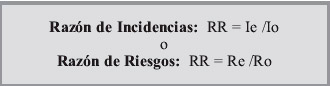 Razón de Incidencias: RR = Ie /Io
o
Razón de Riesgos: RR = Re /Ro